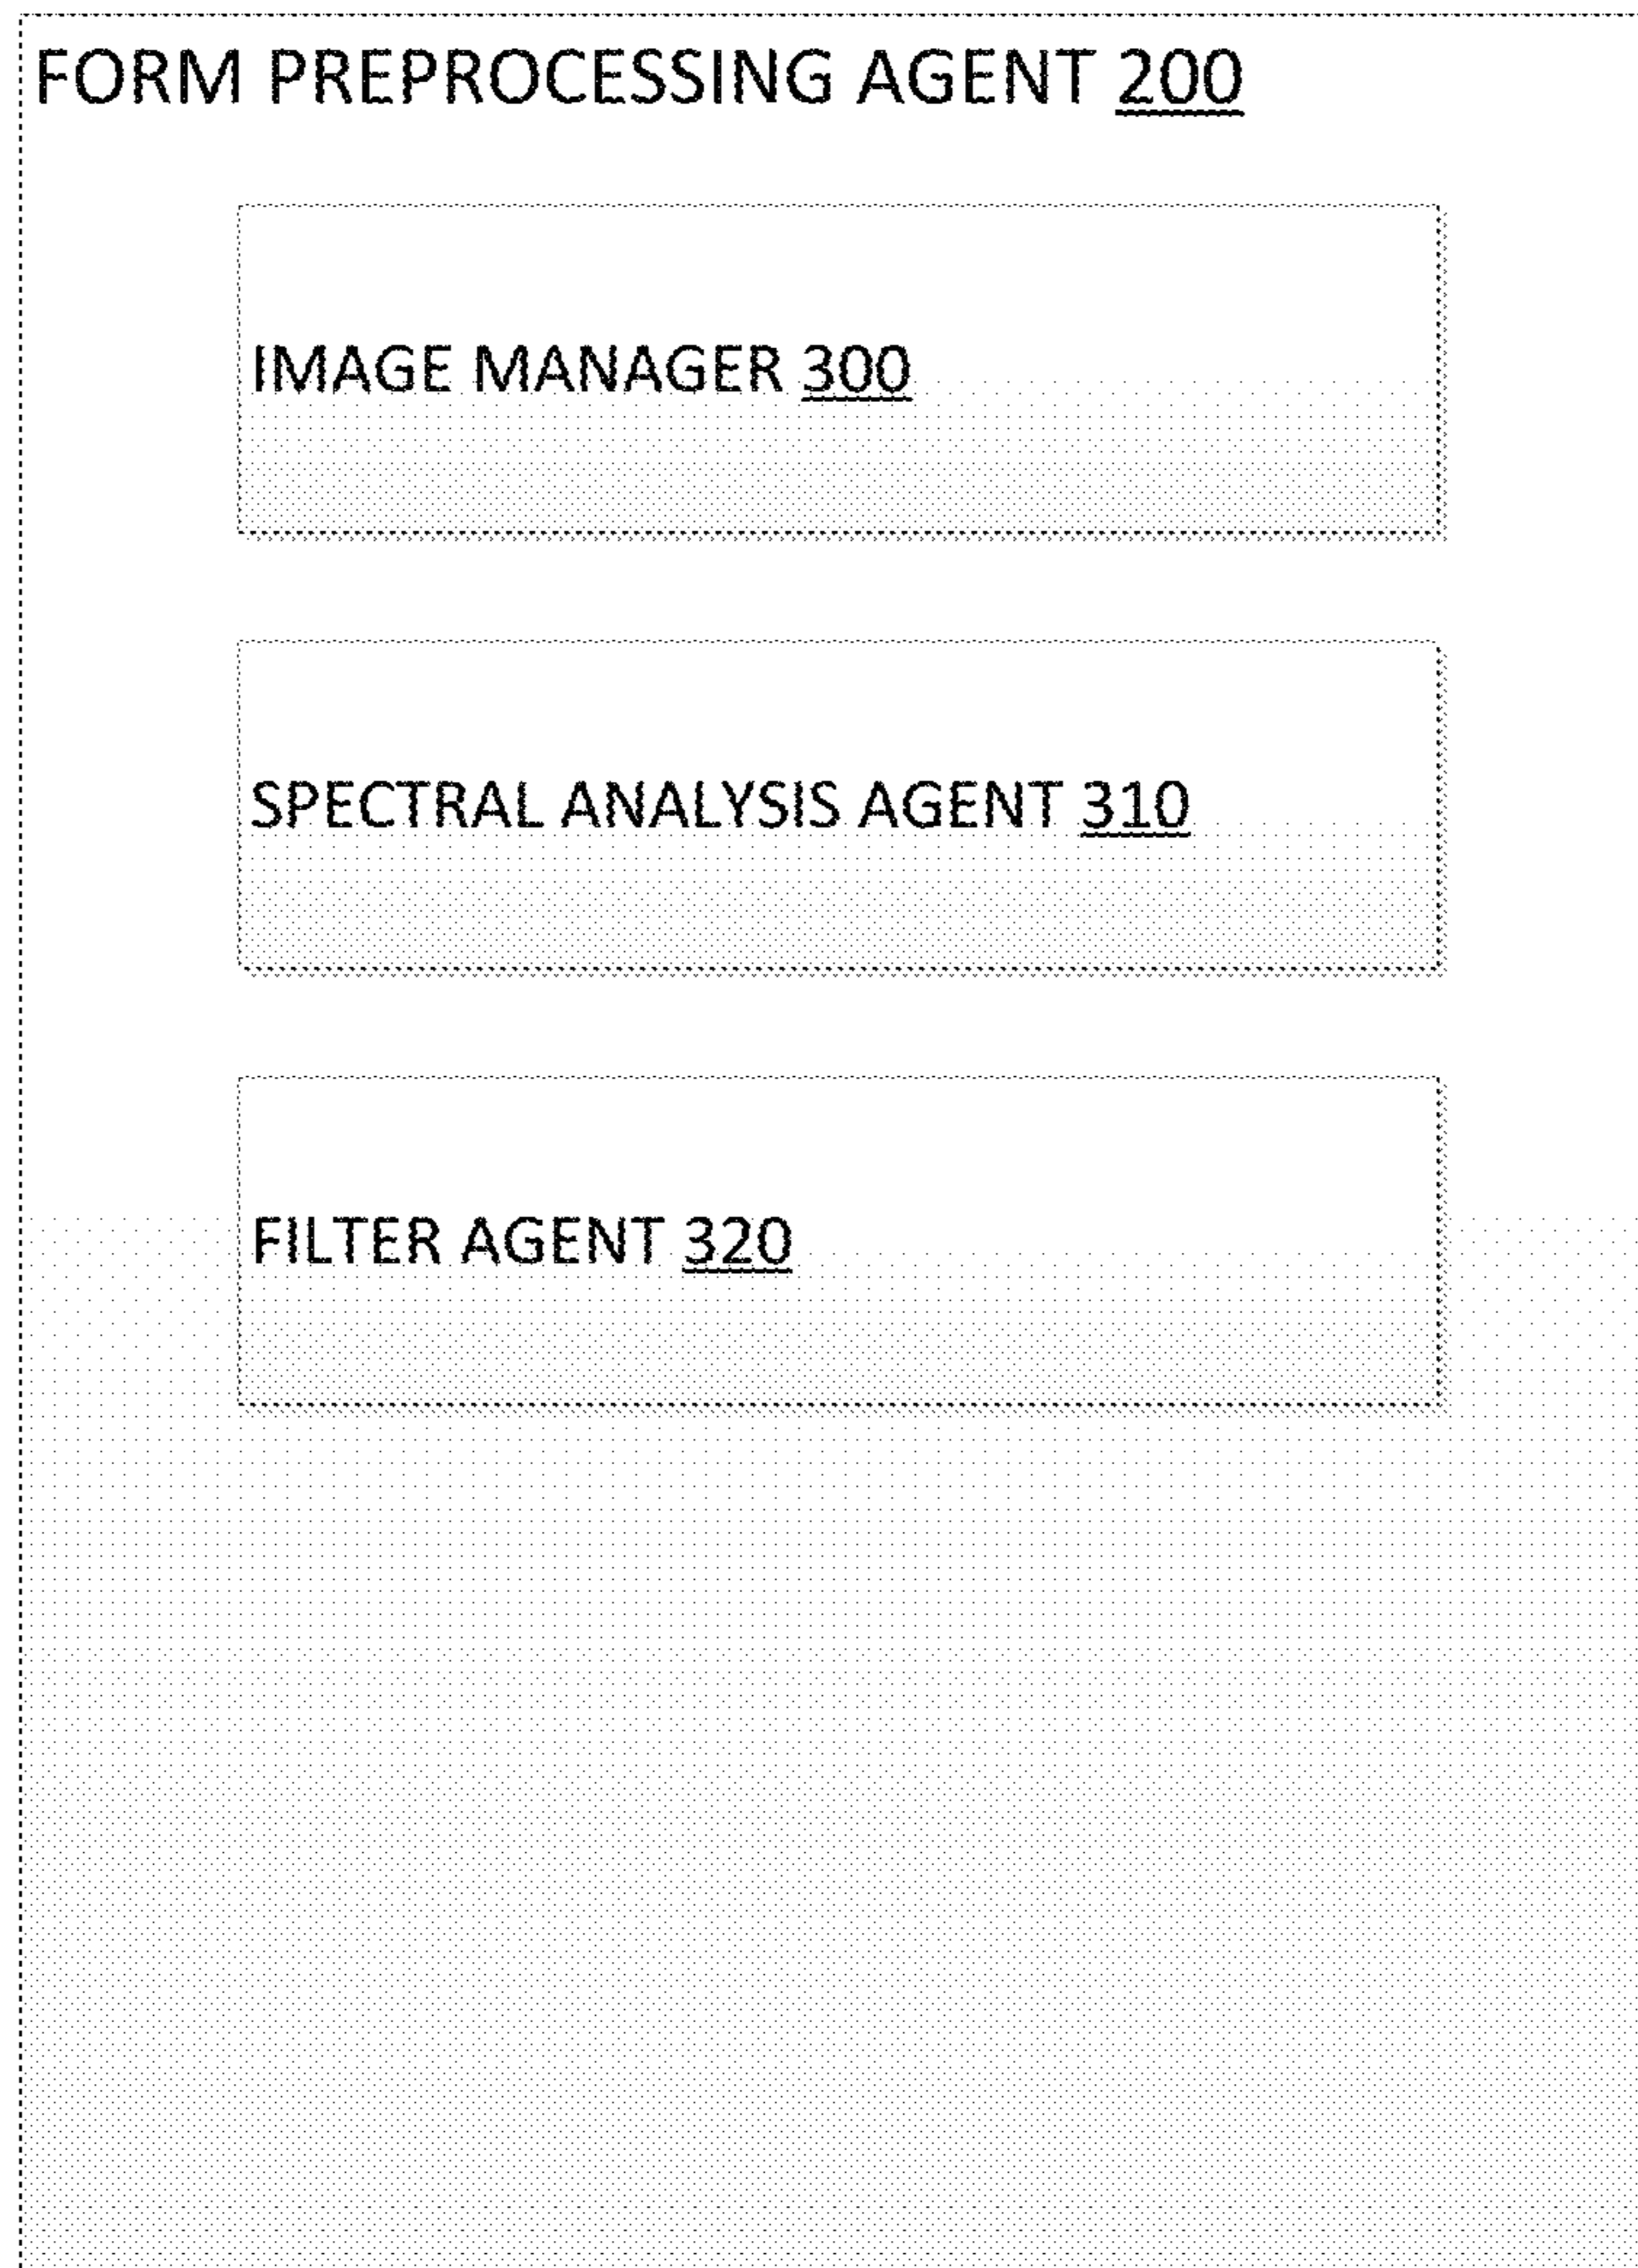 FORM PREPROCESSING AGENT 200
IMAGE MANAGER 300
SPECTRAL ANALYSIS AGENT 310
FILTER AGENT 320